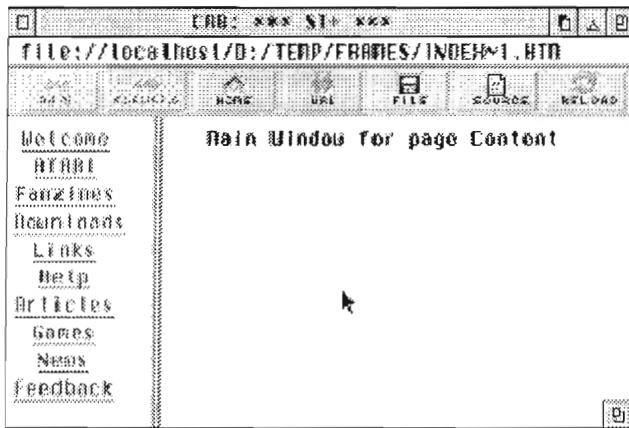 CAB: *** ST+ ***
file://localhost/D:/TEMP/FRAMES/INDEX~1.HTM
HOME URL FILE SOURCE RELOAD
Welcome
ATARI
Fanzines
Downloads
Links
Help
Articles
Games
News
Feedback
Main Window for page Content